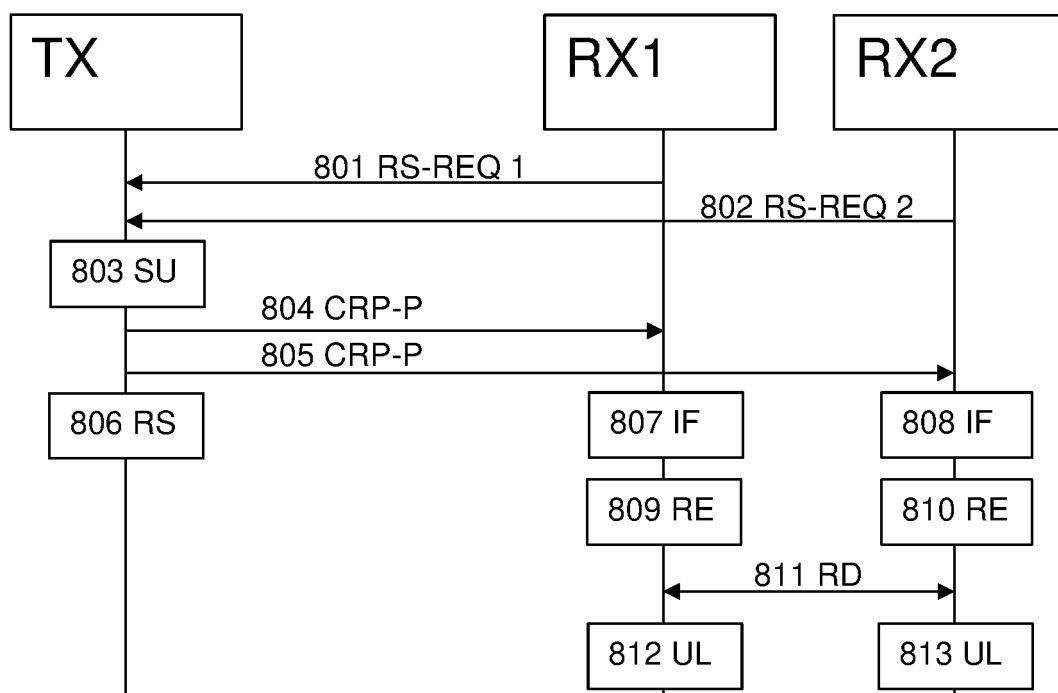 TX
RX1
RX2
801 RS-REQ 1
802 RS-REQ 2
803 SU
804 CRP-P
805 CRP-P
806 RS
807 IF
808 IF
809 RE
810 RE
811 RD
812 UL
813 UL